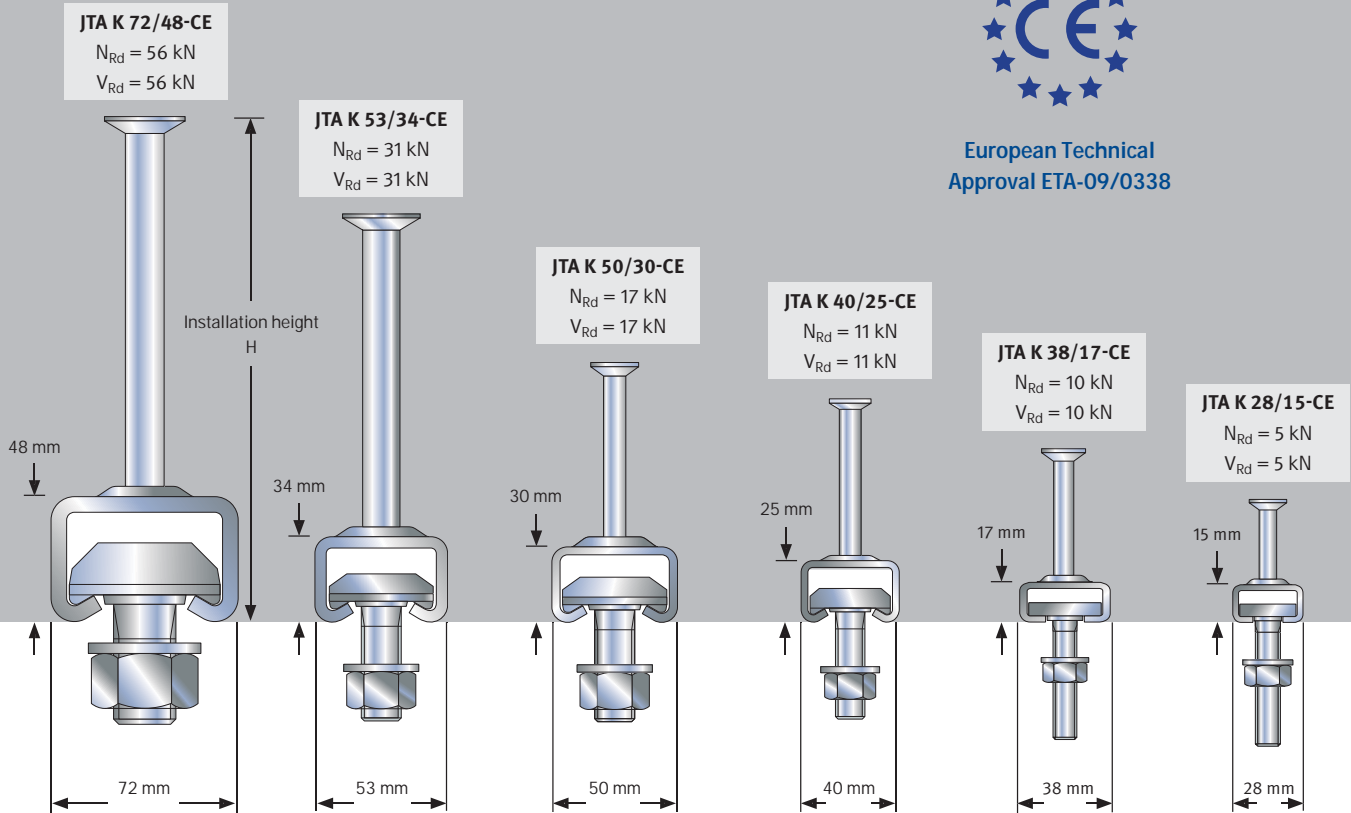 JTA K 72/48-CE
NRd = 56 kN
VRd = 56 kN
JTA K 53/34-CE
NRd = 31 kN
VRd = 31 kN
CE
European Technical
Approval ETA-09/0338
JTA K 50/30-CE
NRd = 17 kN
VRd = 17 kN
JTA K 40/25-CE
NRd = 11 kN
VRd = 11 kN
JTA K 38/17-CE
NRd = 10 kN
VRd = 10 kN
JTA K 28/15-CE
NRd = 5 kN
VRd = 5 kN
Installation height
H
48 mm
34 mm
30 mm
25 mm
17 mm
15 mm
72 mm
53 mm
50 mm
40 mm
38 mm
28 mm